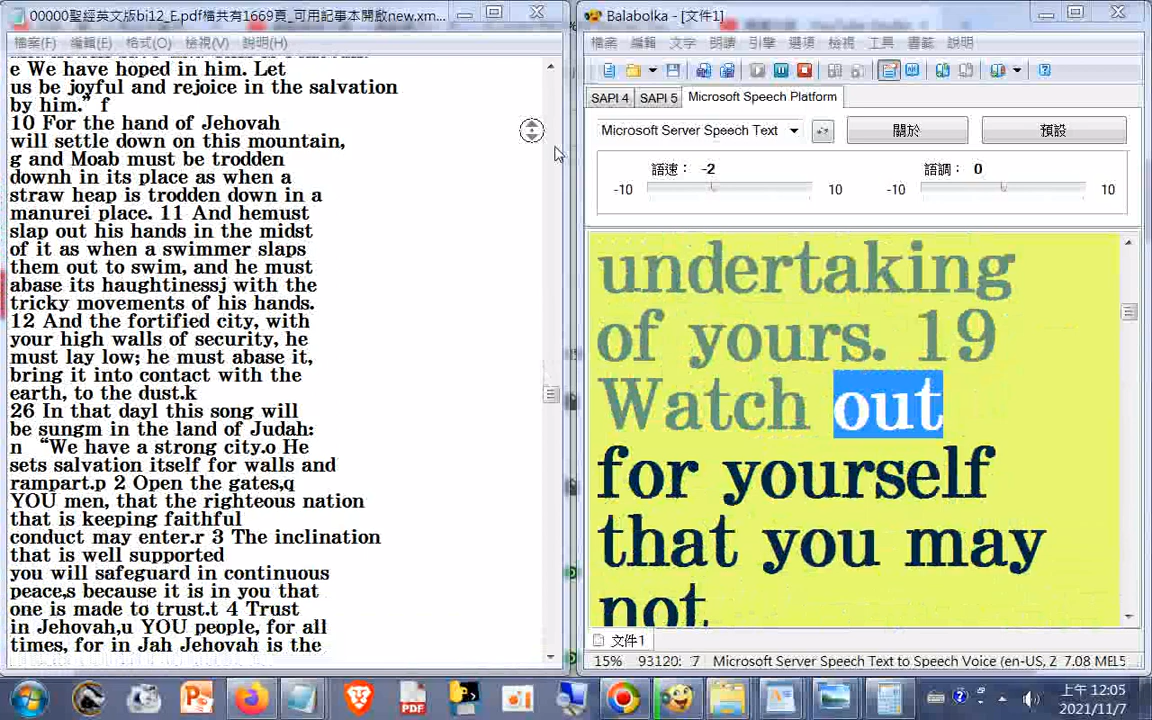 00000聖經英文版bi12_E.pdf檔共有1669頁_可用記事本開啟new.xm...
檔案(F) 編輯(E) 格式(O) 檢視(V) 說明(H)
e We have hoped in him. Let
us be joyful and rejoice in the salvation
by him.” f
10 For the hand of Jehovah
will settle down on this mountain,
g and Moab must be trodden
downh in its place as when a
straw heap is trodden down in a
manurei place. 11 And hemust
slap out his hands in the midst
of it as when a swimmer slaps
them out to swim, and he must
abase its haughtinessj with the
tricky movements of his hands.
12 And the fortified city, with
your high walls of security, he
must lay low; he must abase it,
bring it into contact with the
earth, to the dust.k
26 In that dayl this song will
be sungm in the land of Judah:
n “We have a strong city.o He
sets salvation itself for walls and
rampart.p 2 Open the gates,q
YOU men, that the righteous nation
that is keeping faithful
conduct may enter.r 3 The inclination
that is well supported
you will safeguard in continuous
peace,s because it is in you that
one is made to trust.t 4 Trust
in Jehovah,u YOU people, for all
times, for in Jah Jehovah is the
Balabolka - [文件1]
檔案 編輯 文字 朗讀 引擎 選項 檢視 工具 書籤 說明
SAPI 4 SAPI 5 Microsoft Speech Platform
Microsoft Server Speech Text 關於 預設
語速： -2 語調： 0
-10 10 -10 10
undertaking
of yours. 19
Watch out
for yourself
that you may
not
文件1
15% 93120: 7 Microsoft Server Speech Text to Speech Voice (en-US, Z 7.08 МБ
上午 12:05
2021/11/7